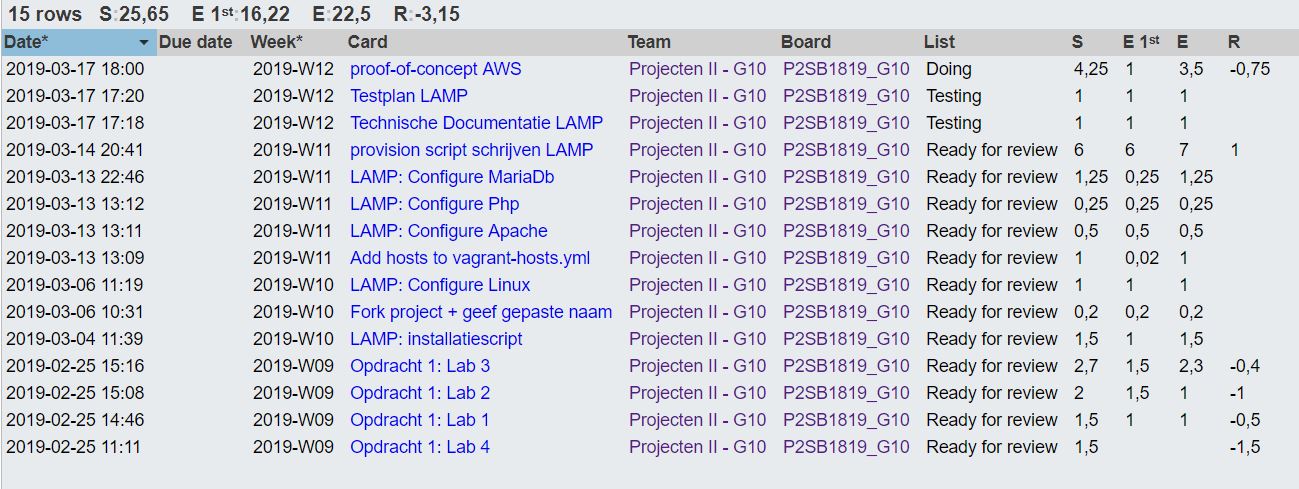 15 rows S:25,65 E 1st:16,22 E:22,5 R:-3,15
Date* Due date Week* Card Team Board List S E 1st E R
2019-03-17 18:00 2019-W12 proof-of-concept AWS Projecten II - G10 P2SB1819_G10 Doing 4,25 1 3,5 -0,75
2019-03-17 17:20 2019-W12 Testplan LAMP Projecten II - G10 P2SB1819_G10 Testing 1 1 1
2019-03-17 17:18 2019-W12 Technische Documentatie LAMP Projecten II - G10 P2SB1819_G10 Testing 1 1 1
2019-03-14 20:41 2019-W11 provision script schrijven LAMP Projecten II - G10 P2SB1819_G10 Ready for review 6 6 7 1
2019-03-13 22:46 2019-W11 LAMP: Configure MariaDb Projecten II - G10 P2SB1819_G10 Ready for review 1,25 0,25 1,25
2019-03-13 13:12 2019-W11 LAMP: Configure Php Projecten II - G10 P2SB1819_G10 Ready for review 0,25 0,25 0,25
2019-03-13 13:11 2019-W11 LAMP: Configure Apache Projecten II - G10 P2SB1819_G10 Ready for review 0,5 0,5 0,5
2019-03-13 13:09 2019-W11 Add hosts to vagrant-hosts.yml Projecten II - G10 P2SB1819_G10 Ready for review 1 0,02 1
2019-03-06 11:19 2019-W10 LAMP: Configure Linux Projecten II - G10 P2SB1819_G10 Ready for review 1 1 1
2019-03-06 10:31 2019-W10 Fork project + geef gepaste naam Projecten II - G10 P2SB1819_G10 Ready for review 0,2 0,2 0,2
2019-03-04 11:39 2019-W10 LAMP: installatiescript Projecten II - G10 P2SB1819_G10 Ready for review 1,5 1 1,5
2019-02-25 15:16 2019-W09 Opdracht 1: Lab 3 Projecten II - G10 P2SB1819_G10 Ready for review 2,7 1,5 2,3 -0,4
2019-02-25 15:08 2019-W09 Opdracht 1: Lab 2 Projecten II - G10 P2SB1819_G10 Ready for review 2 1,5 1 -1
2019-02-25 14:46 2019-W09 Opdracht 1: Lab 1 Projecten II - G10 P2SB1819_G10 Ready for review 1,5 1 1 -0,5
2019-02-25 11:11 2019-W09 Opdracht 1: Lab 4 Projecten II - G10 P2SB1819_G10 Ready for review 1,5 -1,5